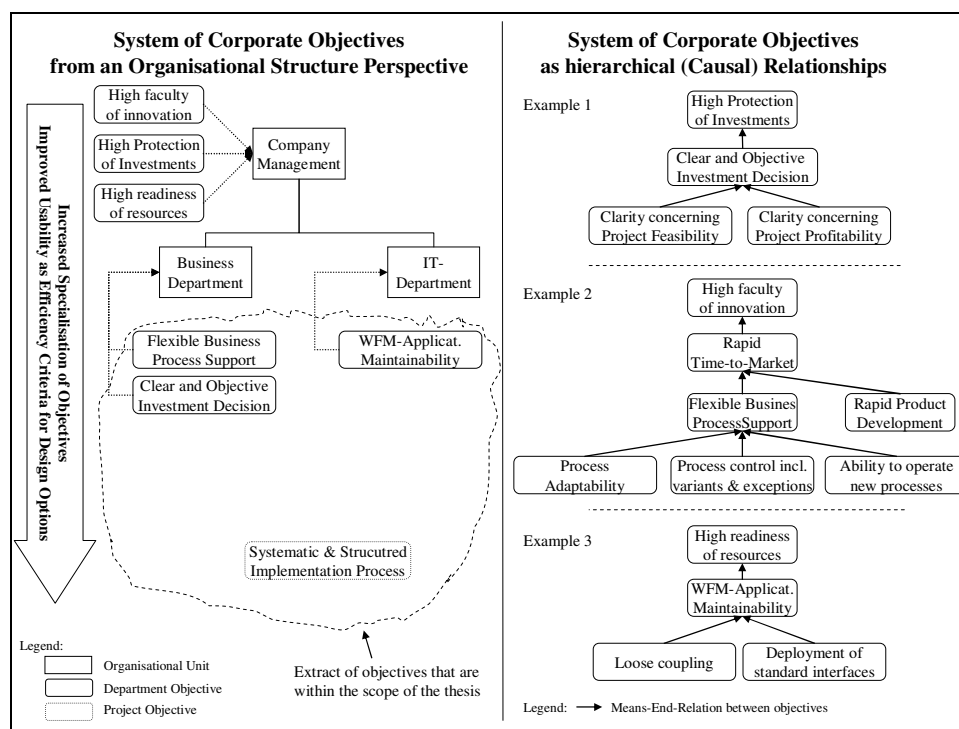 System of Corporate Objectives
from an Organisational Structure Perspective
High faculty
of innovation
High Protection
of Investments
High readiness
of resources
Company
Management
Increased Specialisation of Objectives
Improved Usability as Efficiency Criteria for Design Options
Business
Department
IT-
Department
Flexible Business
Process Support
WFM-Applicat.
Maintainability
Clear and Objective
Investment Decision
Systematic & Strucutred
Implementation Process
Extract of objectives that are
within the scope of the thesis
Legend:
Organisational Unit
Department Objective
Project Objective
System of Corporate Objectives
as hierarchical (Causal) Relationships
Example 1
High Protection
of Investments
Clear and Objective
Investment Decision
Clarity concerning
Project Feasibility
Clarity concerning
Project Profitability
Example 2
High faculty
of innovation
Rapid
Time-to-Market
Flexible Busines
ProcessSupport
Rapid Product
Development
Process
Adaptability
Process control incl.
variants & exceptions
Ability to operate
new processes
Example 3
High readiness
of resources
WFM-Applicat.
Maintainability
Loose coupling
Deployment of
standard interfaces
Legend: Means-End-Relation between objectives